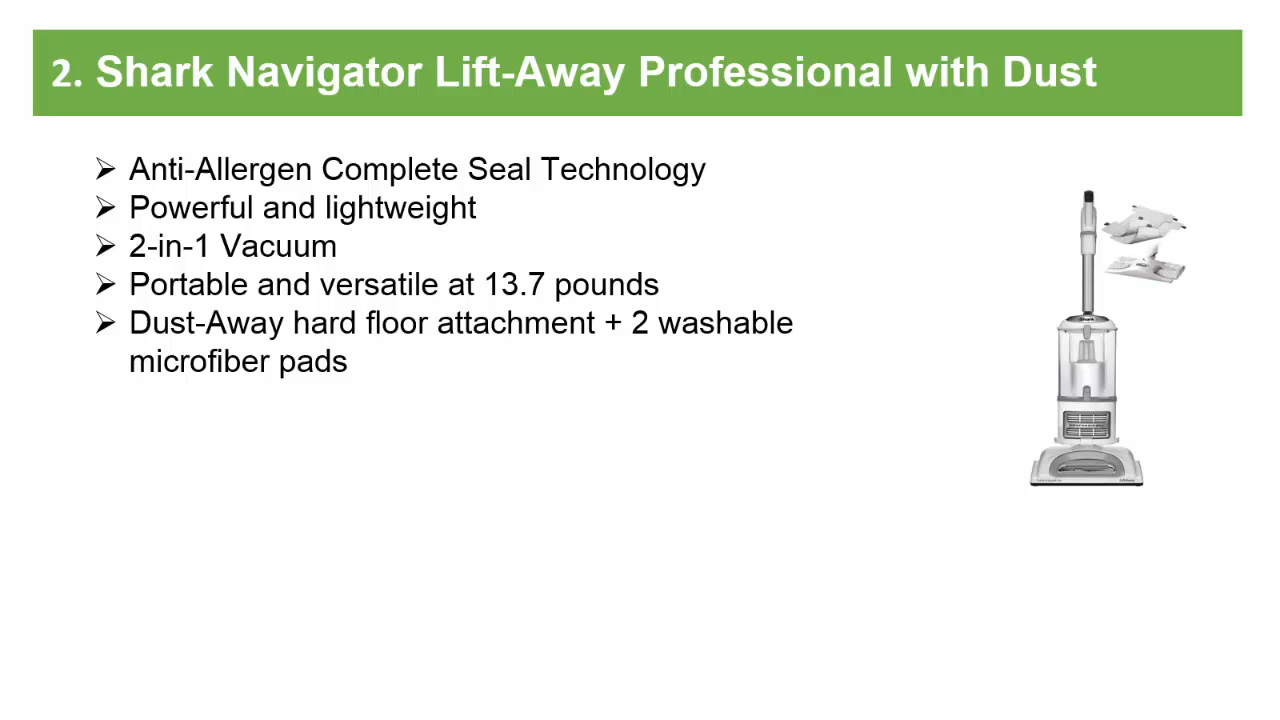 2. Shark Navigator Lift-Away Professional with Dust
➢ Anti-Allergen Complete Seal Technology
➢ Powerful and lightweight
➢ 2-in-1 Vacuum
➢ Portable and versatile at 13.7 pounds
➢ Dust-Away hard floor attachment + 2 washable
microfiber pads
Shark